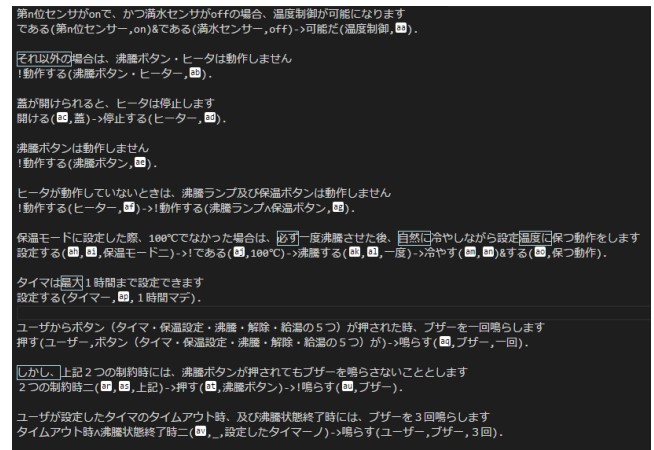 第n位センサがonで、かつ満水センサがoffの場合、温度制御が可能になります
である(第n位センサー,on)&である(満水センサー,off)->可能だ(温度制御,aa).
それ以外の場合は、沸騰ボタン・ヒータは動作しません
!動作する(沸騰ボタン・ヒーター,ab).
蓋が開けられると、ヒータは停止します
開ける(ac,蓋)->停止する(ヒーター,ad).
沸騰ボタンは動作しません
!動作する(沸騰ボタン,ae).
ヒータが動作していないときは、沸騰ランプ及び保温ボタンは動作しません
!動作する(ヒーター,af)->!動作する(沸騰ランプ∧保温ボタン,ag).
保温モードに設定した際、100℃でなかった場合は、必ず一度沸騰させた後、自然に冷やしながら設定温度に保つ動作をします
設定する(ah,ai,保温モード二)->!である(aj,100℃)->沸騰する(ak,al,一度)->冷やす(am,an)&する(ao,保つ動作).
タイマは最大1時間まで設定できます
設定する(タイマー,ap,1時間マデ).
ユーザからボタン（タイマ・保温設定・沸騰・解除・給湯の５つ）が押された時、ブザーを一回鳴らします
押す(ユーザー,ボタン（タイマ・保温設定・沸騰・解除・給湯の５つ）が)->鳴らす(aq,ブザー,一回).
しかし、上記２つの制約時には、沸騰ボタンが押されてもブザーを鳴らさないこととします
２つの制約時ニ(ar,as,上記)->押す(at,沸騰ボタン)->!鳴らす(au,ブザー).
ユーザが設定したタイマのタイムアウト時、及び沸騰状態終了時には、ブザーを３回鳴らします
タイムアウト時∧沸騰状態終了時ニ(av,_,設定したタイマーノ)->鳴らす(ユーザー,ブザー,３回).